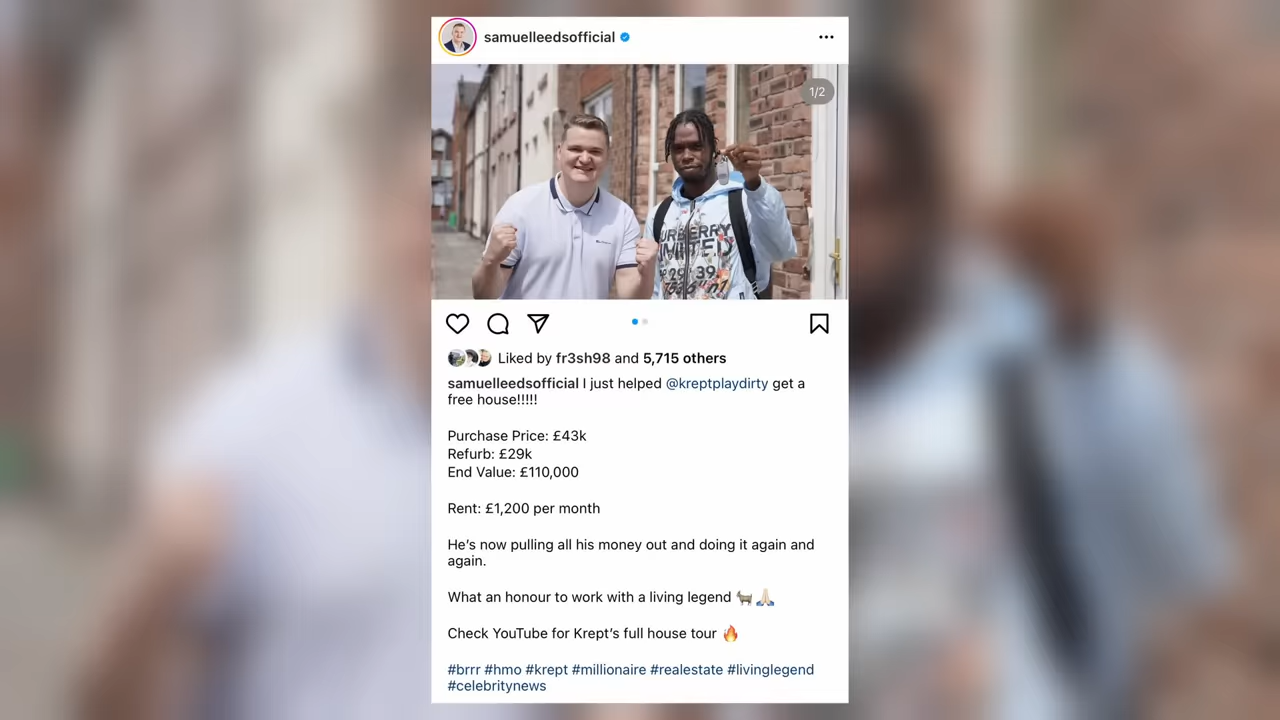 samuelleedsofficial
1/2
BURBERRY
LIMITED
Liked by fr3sh98 and 5,715 others
samuelleedsofficial I just helped @kreptplaydirty get a
free house!!!!!
Purchase Price: £43k
Refurb: £29k
End Value: £110,000
Rent: £1,200 per month
He’s now pulling all his money out and doing it again and
again.
What an honour to work with a living legend 🐐 🙏🏻
Check YouTube for Krept’s full house tour 🔥
#brrr #hmo #krept #millionaire #realestate #livinglegend
#celebritynews